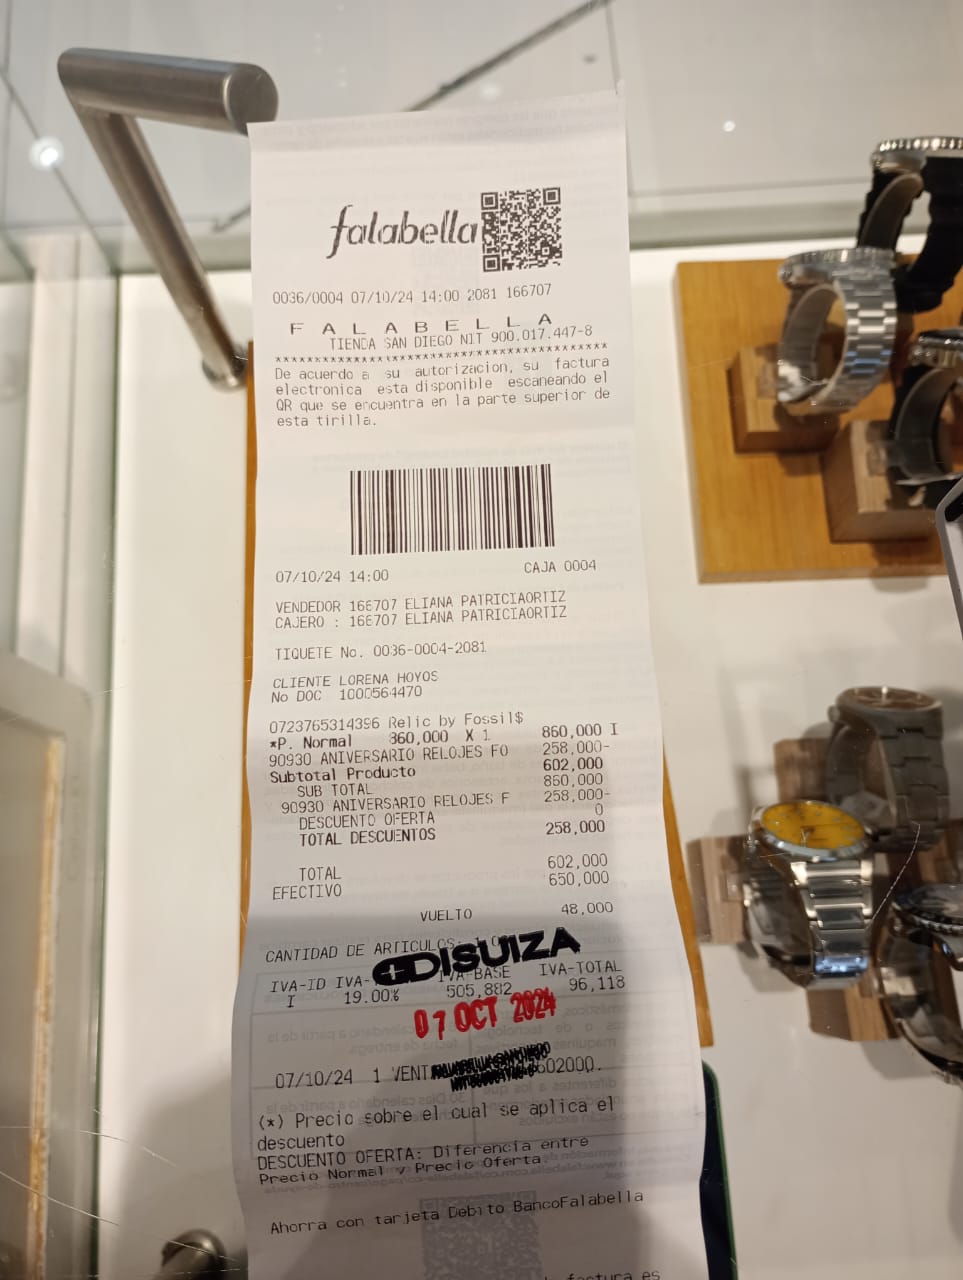 falabella
0036/0004 07/10/24 14:00 2081 166707
F A L A B E L L A
TIENDA SAN DIEGO NIT 900.017.447-8
*******************************************
De acuerdo a su autorizacion, su factura
electronica esta disponible escaneando el
QR que se encuentra en la parte superior de
esta tirilla.
07/10/24 14:00 CAJA 0004
VENDEDOR 166707 ELIANA PATRICIAORTIZ
CAJERO : 166707 ELIANA PATRICIAORTIZ
TIQUETE No. 0036-0004-2081
CLIENTE LORENA HOYOS
No DOC 1000564470
0723765314396 Relic by Fossil$
*P. Normal 860,000 X 1 860,000 I
90930 ANIVERSARIO RELOJES FO 258,000-
Subtotal Producto 602,000
SUB TOTAL 860,000
90930 ANIVERSARIO RELOJES F 258,000-
DESCUENTO OFERTA 0
TOTAL DESCUENTOS 258,000
TOTAL 602,000
EFECTIVO 650,000
VUELTO 48,000
CANTIDAD DE ARTICULOS:
DISUIZA
IVA-ID IVA- IVA-BASE IVA-TOTAL
I 19.00% 505,882 96,118
07 OCT 2024
07/10/24 1 VENT 602000.
(*) Precio sobre el cual se aplica el
descuento
DESCUENTO OFERTA: Diferencia entre
Precio Normal y Precio Oferta.
Ahorra con tarjeta Debito BancoFalabella
factura es